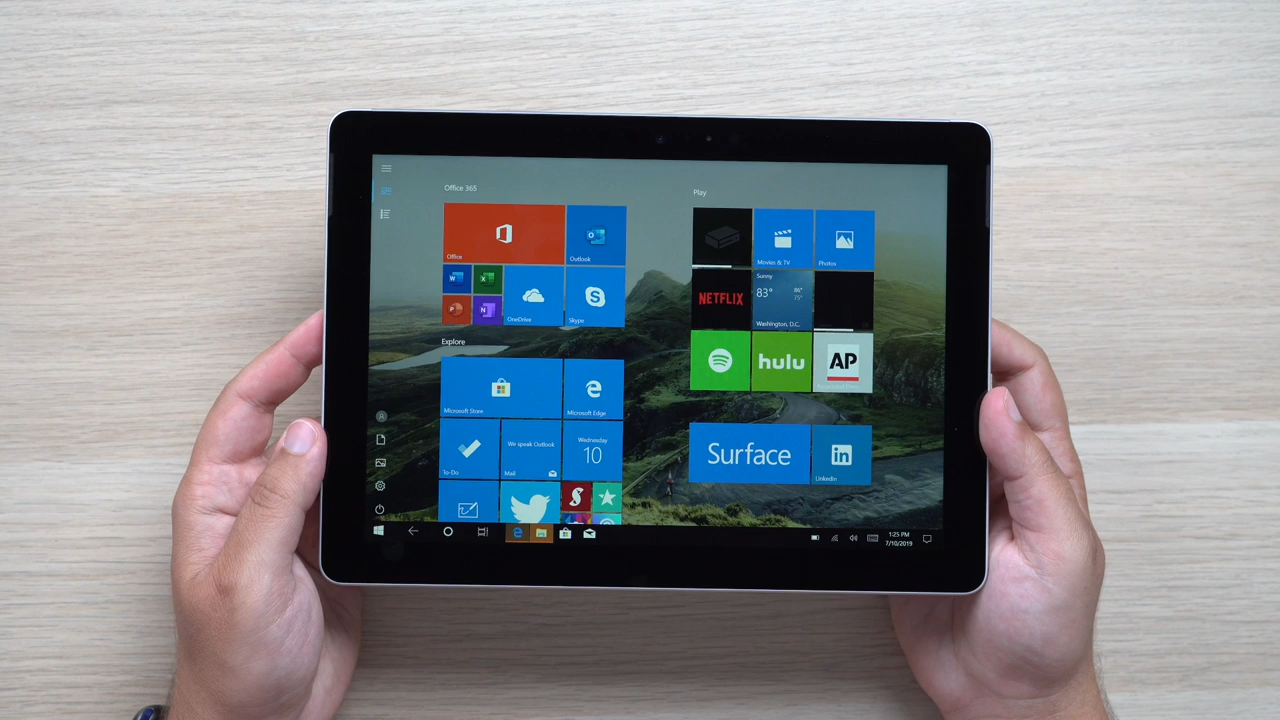 Office 365
Office
Outlook
OneDrive
Skype
Explore
Microsoft Store
Microsoft Edge
To-Do
We speak Outlook
Mail
Wednesday
10
Play
Movies & TV
Photos
NETFLIX
Sunny
83°
86°
75°
Washington, D.C.
hulu
AP
Surface
in
LinkedIn
1:25 PM
7/10/2019